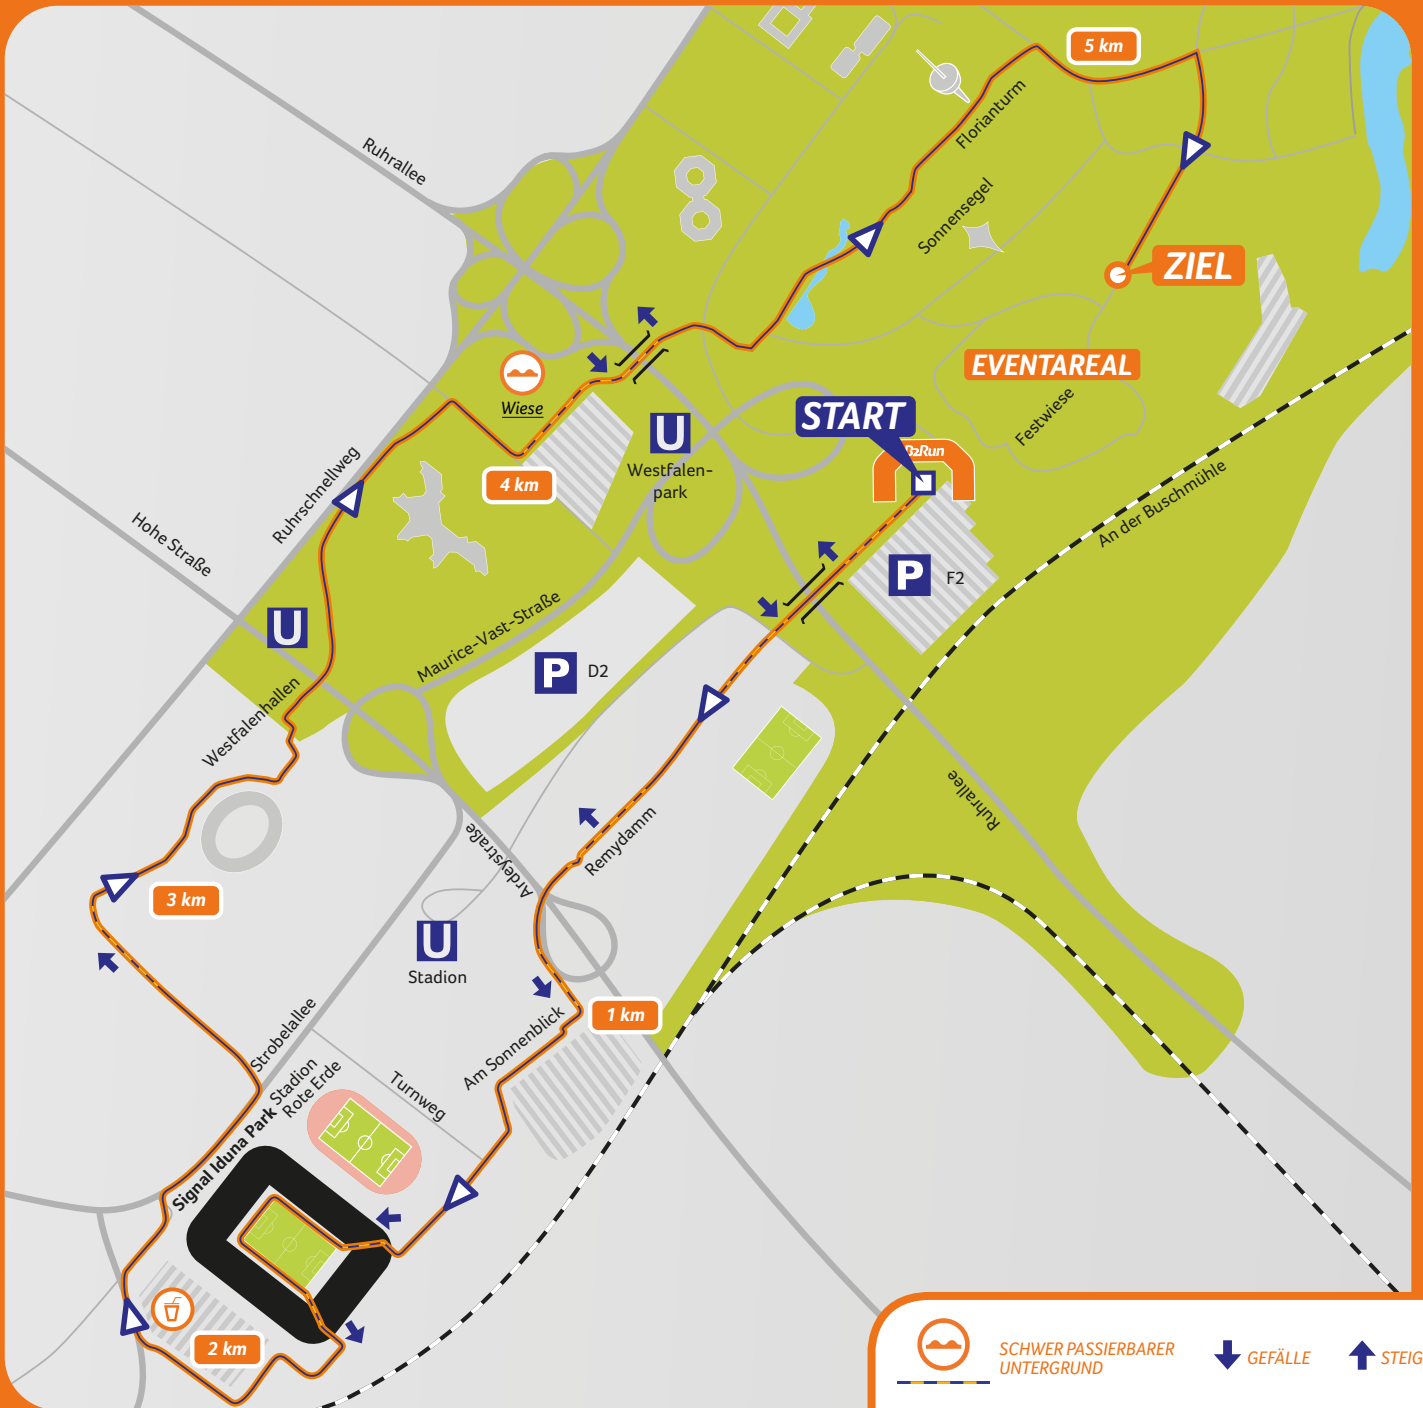 5 km
Ruhrallee
Florianturm
Sonnensegel
ZIEL
EVENTAREAL
Wiese
START
B2Run
Festwiese
U
Westfalen-
park
4 km
Ruhrschnellweg
Hohe Straße
An der Buschmühle
P
F2
U
Maurice-Vast-Straße
P
D2
Westfalenhallen
Ruhrallee
Remydamm
Ardeystraße
3 km
U
Stadion
1 km
Am Sonnenblick
Strobelallee
Stadion
Rote Erde
Turnweg
Signal Iduna Park
2 km
SCHWER PASSIERBARER
UNTERGRUND
GEFÄLLE
STEIG